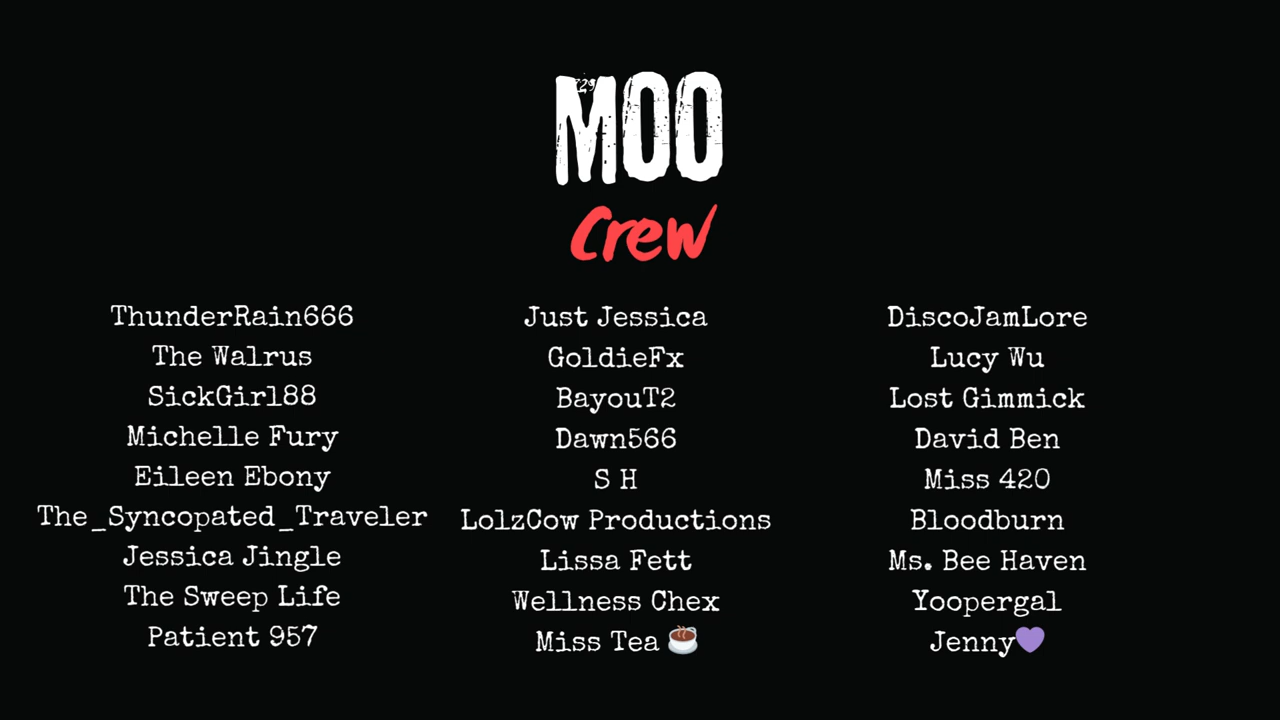 MOO
Crew
ThunderRain666
The Walrus
SickGirl88
Michelle Fury
Eileen Ebony
The_Syncopated_Traveler
Jessica Jingle
The Sweep Life
Patient 957
Just Jessica
GoldieFx
BayouT2
Dawn566
S H
LolzCow Productions
Lissa Fett
Wellness Chex
Miss Tea ☕
DiscoJamLore
Lucy Wu
Lost Gimmick
David Ben
Miss 420
Bloodburn
Ms. Bee Haven
Yoopergal
Jenny💜